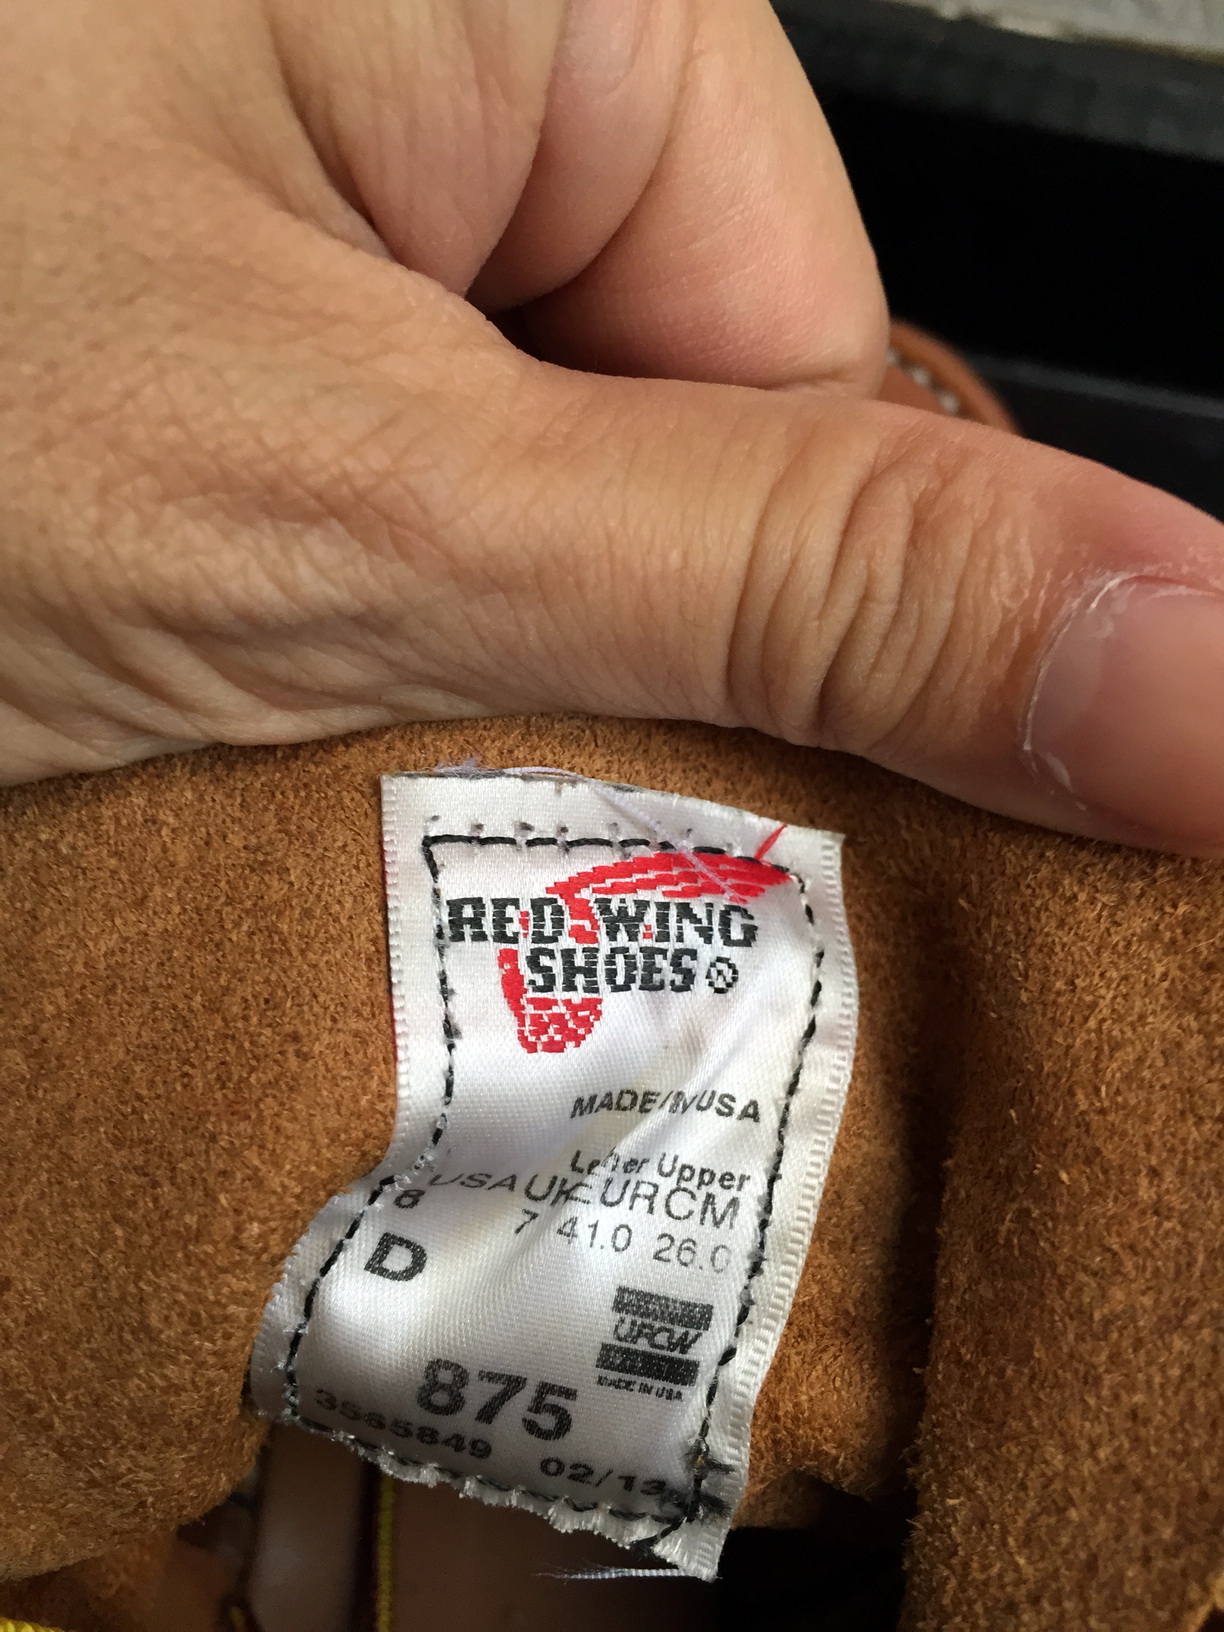 RED WING
SHOES®
MADE IN USA
Leather Upper
USA UK EUR CM
8 7 41.0 26.0
D
UFCW
MADE IN USA
875
3565849
02/13